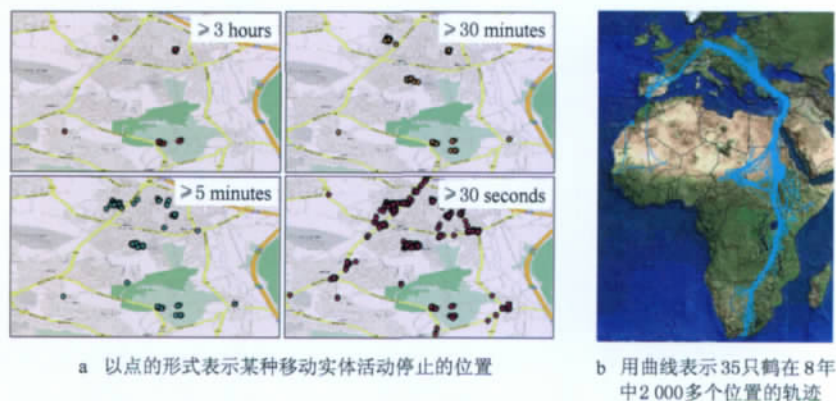 ≥3 hours
≥30 minutes
≥5 minutes
≥30 seconds
a 以点的形式表示某种移动实体活动停止的位置
b 用曲线表示35只鹤在8年
中2 000多个位置的轨迹